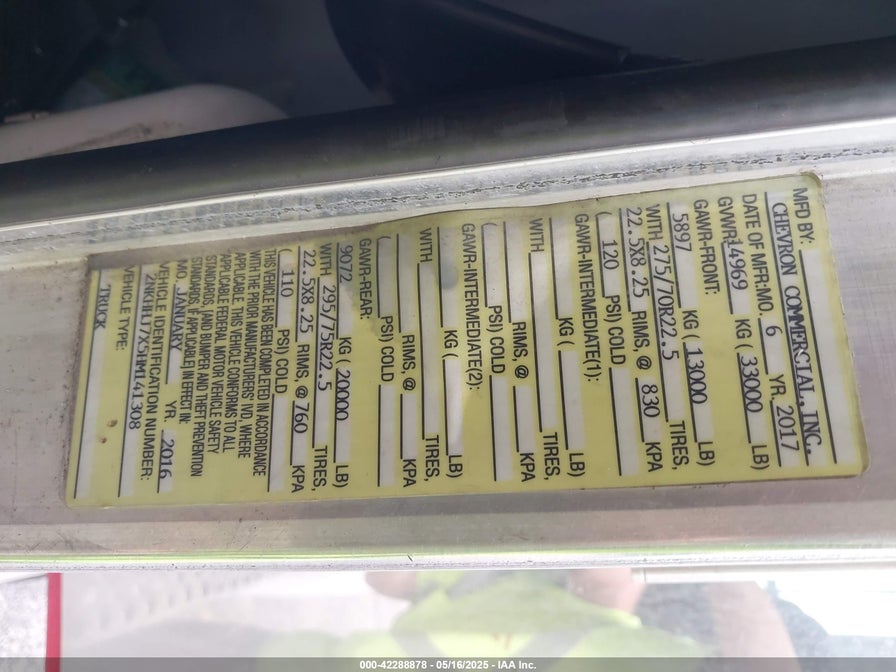 MFD BY:
CHEVRON COMMERSIAL, INC.
DATE OF MFR:MO. 6 YR. 2017
GVWR: 14969 KG ( 33000 LB)
GAWR-FRONT:
5897 KG ( 13000 LB)
WITH 275/70R22.5 TIRES,
22.5X8.25 RIMS, @ 830 KPA
( 120 PSI) COLD
GAWR-INTERMEDIATE(1):
KG ( LB)
WITH TIRES,
RIMS, @ KPA
( PSI) COLD
GAWR-INTERMEDIATE(2):
KG ( LB)
WITH TIRES,
RIMS, @ KPA
( PSI) COLD
GAWR-REAR:
9072 KG ( 20000 LB)
WITH 295/75R22.5 TIRES,
22.5X8.25 RIMS, @ 760 KPA
( 110 PSI) COLD
THIS VEHICLE HAS BEEN COMPLETED IN ACCORDANCE
WITH THE PRIOR MANUFACTURERS' IVD, WHERE
APPLICABLE. THIS VEHICLE CONFORMS TO ALL
APPLICABLE FEDERAL MOTOR VEHICLE SAFETY
STANDARDS, [AND BUMPER AND THEFT PREVENTION
STANDARDS, IF APPLICABLE], IN EFFECT IN:
MO. JANUARY YR. 2016
VEHICLE IDENTIFICATION NUMBER:
2NKHHJ7X5HM141308
VEHICLE TYPE:
TRUCK
000-42288878 - 05/16/2025 - IAA Inc.